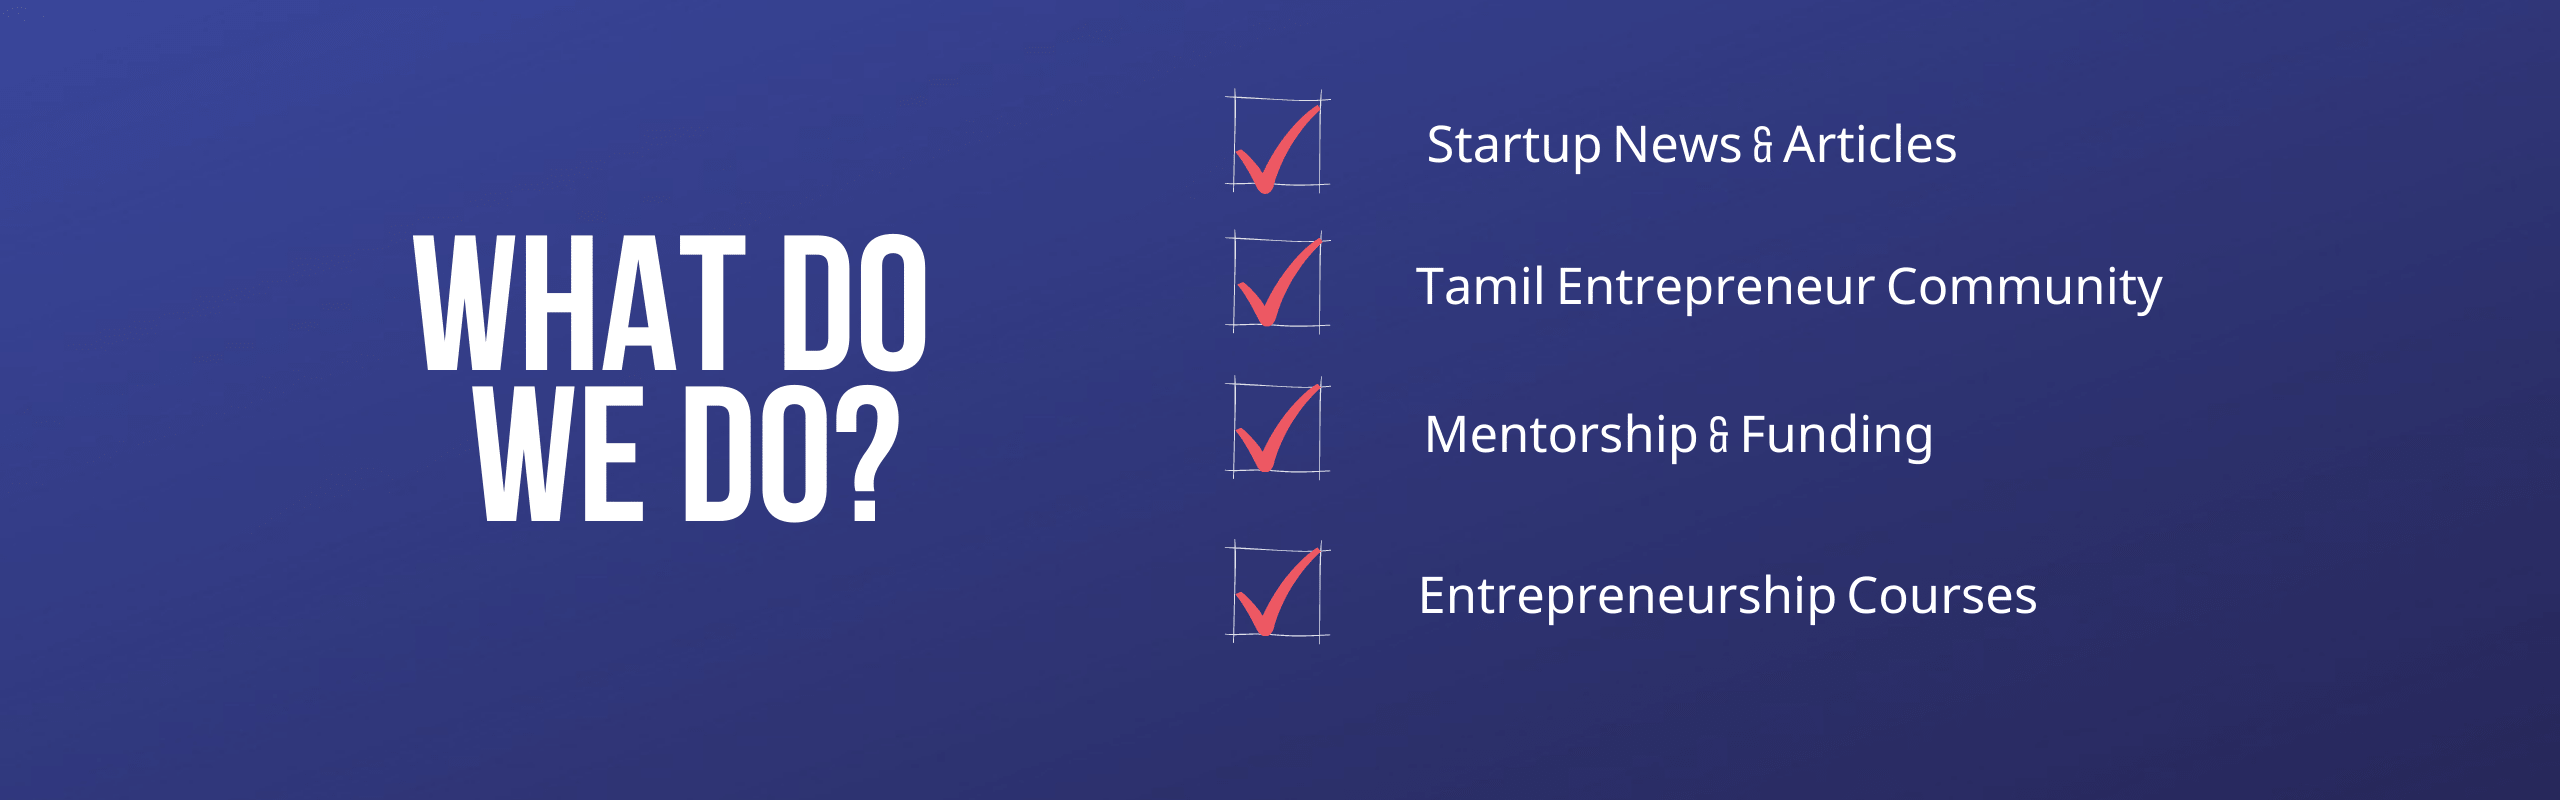 WHAT DO
WE DO?
Startup News & Articles
Tamil Entrepreneur Community
Mentorship & Funding
Entrepreneurship Courses